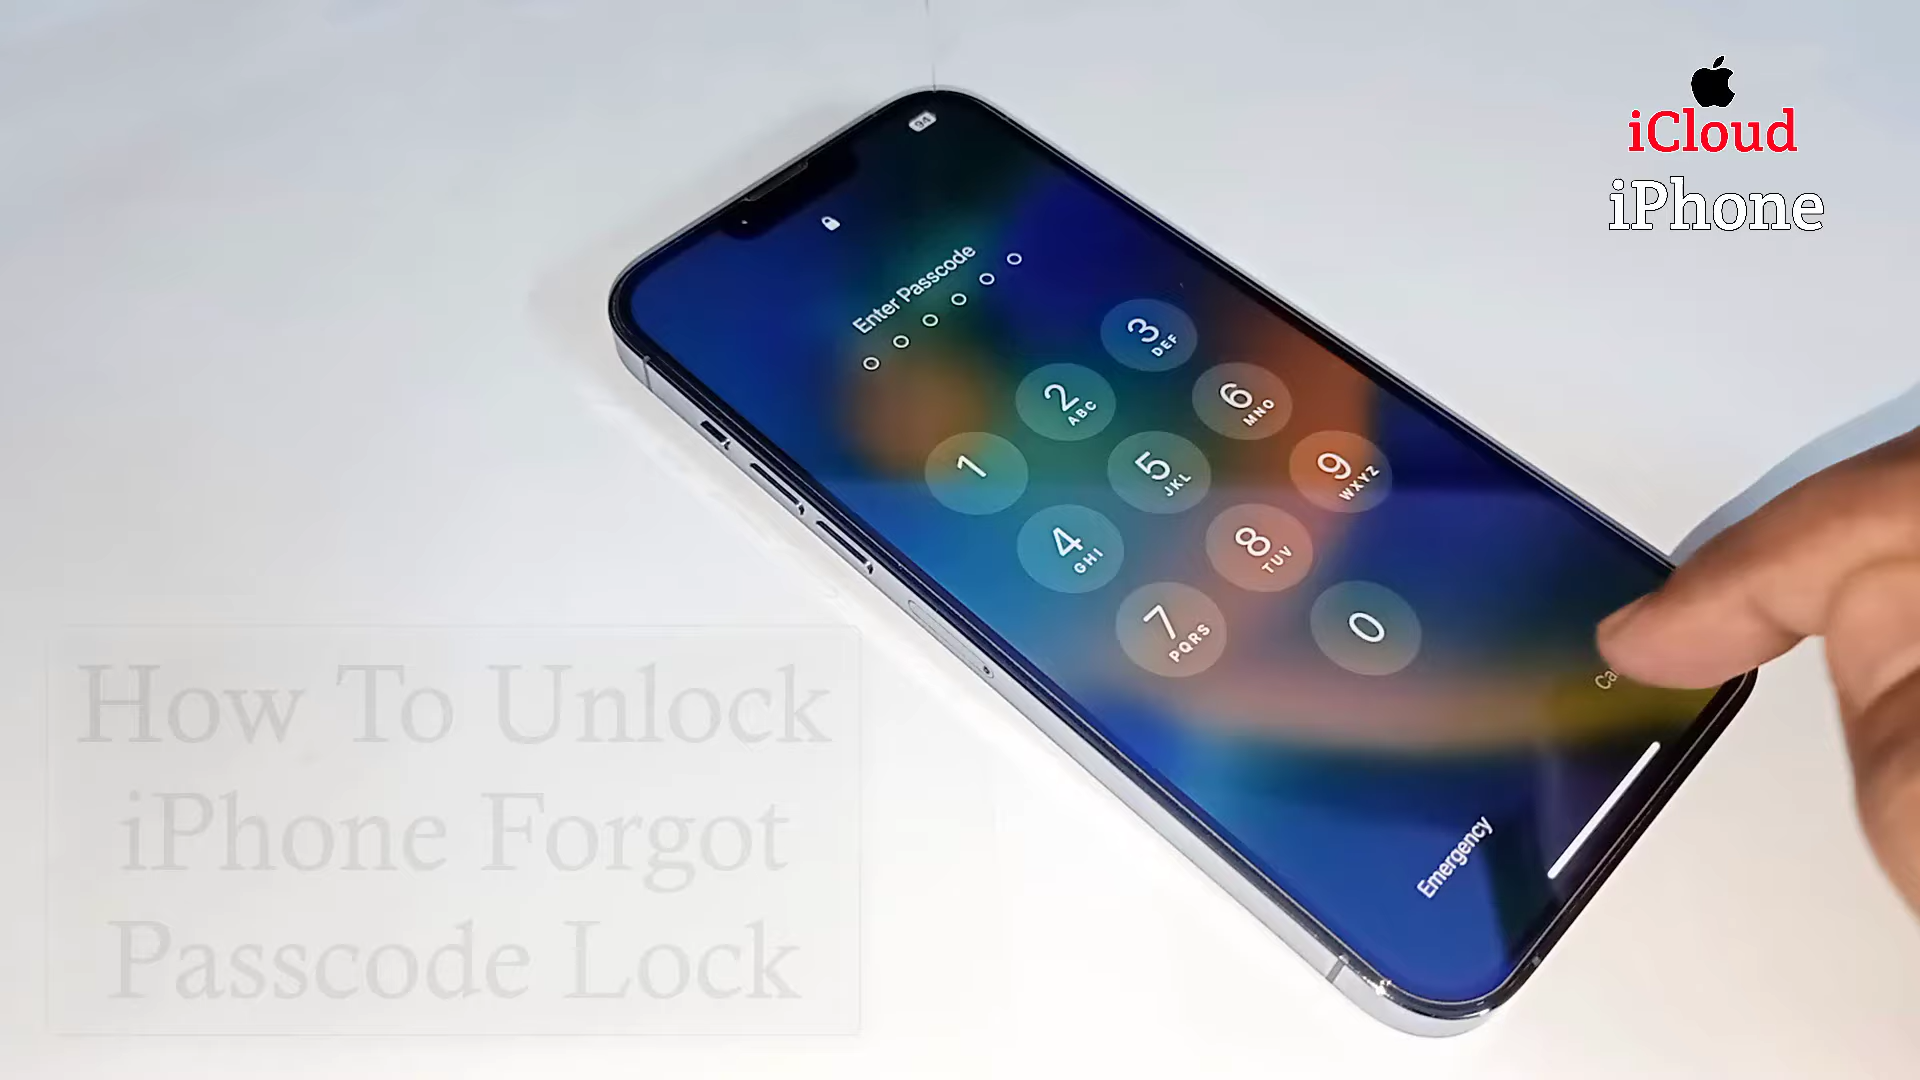 94
iCloud
iPhone
Enter Passcode
1
2 ABC
3 DEF
4 GHI
5 JKL
6 MNO
7 PQRS
8 TUV
9 WXYZ
0
Emergency
How To Unlock
iPhone Forgot
Passcode Lock